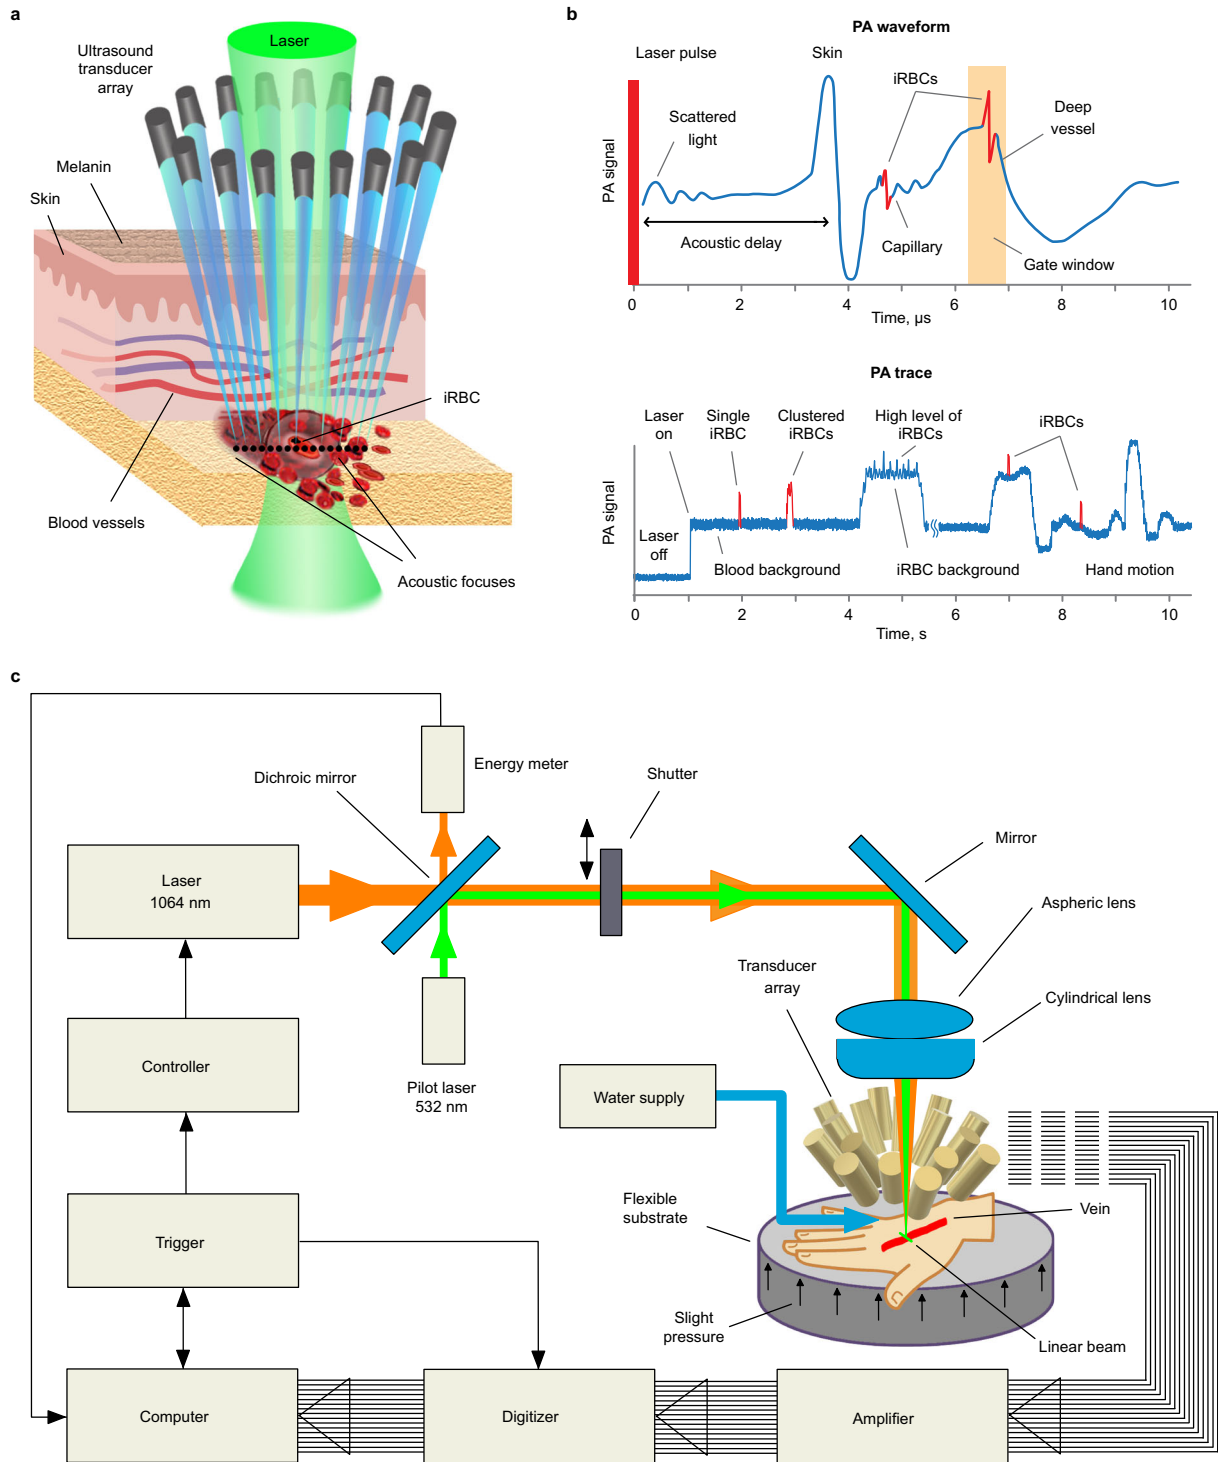 a
Laser
Ultrasound
transducer
array
Melanin
Skin
iRBC
Blood vessels
Acoustic focuses
b
PA waveform
Laser pulse
Skin
iRBCs
Scattered
light
Deep
vessel
PA signal
Acoustic delay
Capillary
Gate window
0
2
4
6
8
10
Time, µs
PA trace
Laser
on
Single
iRBC
Clustered
iRBCs
High level of
iRBCs
iRBCs
PA signal
Laser
off
Blood background
iRBC background
Hand motion
0
2
4
6
8
10
Time, s
c
Energy meter
Dichroic mirror
Shutter
Mirror
Laser
1064 nm
Aspheric lens
Transducer
array
Cylindrical lens
Controller
Pilot laser
532 nm
Water supply
Flexible
substrate
Vein
Trigger
Slight
pressure
Linear beam
Computer
Digitizer
Amplifier